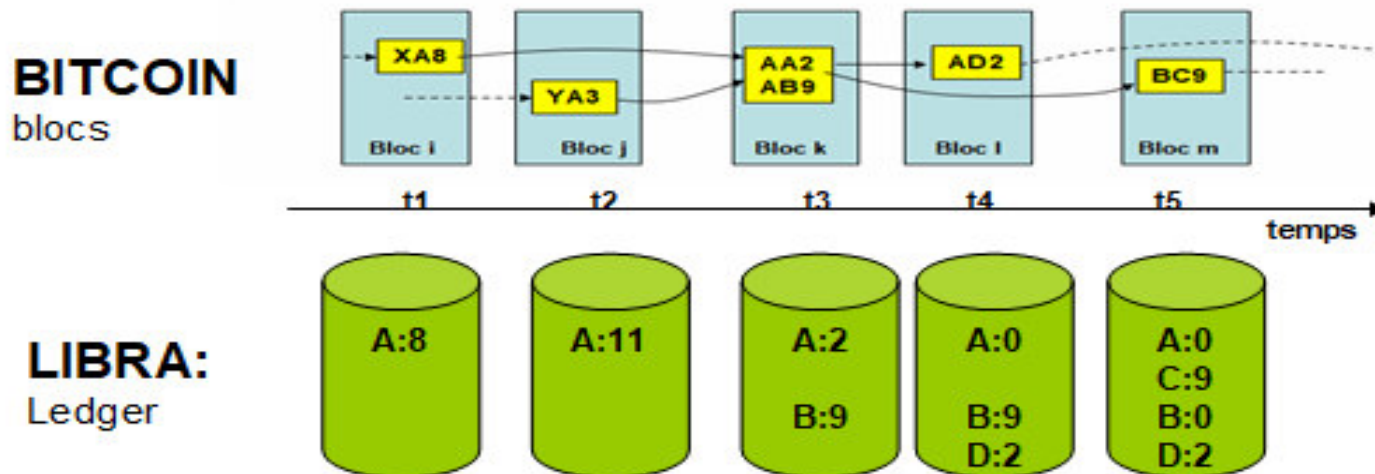 BITCOIN
blocs
XA8
YA3
AA2
AB9
AD2
BC9
Bloc i
Bloc j
Bloc k
Bloc l
Bloc m
t1
t2
t3
t4
t5
temps
LIBRA:
Ledger
A:8
A:11
A:2
B:9
A:0
B:9
D:2
A:0
C:9
B:0
D:2